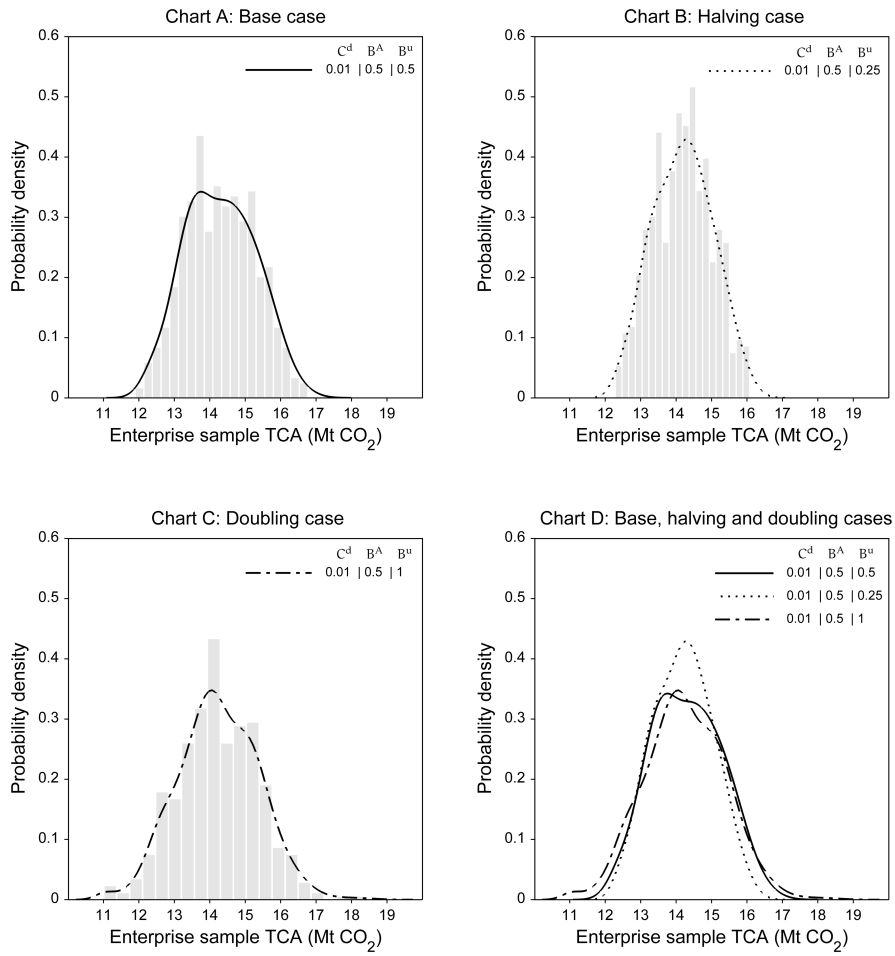 Chart A: Base case
C^d B^A B^u
0.01 | 0.5 | 0.5
0.6
0.5
0.4
0.3
0.2
0.1
0
Probability density
11 12 13 14 15 16 17 18 19
Enterprise sample TCA (Mt CO₂)
Chart B: Halving case
C^d B^A B^u
0.01 | 0.5 | 0.25
0.6
0.5
0.4
0.3
0.2
0.1
0
Probability density
11 12 13 14 15 16 17 18 19
Enterprise sample TCA (Mt CO₂)
Chart C: Doubling case
C^d B^A B^u
0.01 | 0.5 | 1
0.6
0.5
0.4
0.3
0.2
0.1
0
Probability density
11 12 13 14 15 16 17 18 19
Enterprise sample TCA (Mt CO₂)
Chart D: Base, halving and doubling cases
C^d B^A B^u
0.01 | 0.5 | 0.5
0.01 | 0.5 | 0.25
0.01 | 0.5 | 1
0.6
0.5
0.4
0.3
0.2
0.1
0
Probability density
11 12 13 14 15 16 17 18 19
Enterprise sample TCA (Mt CO₂)